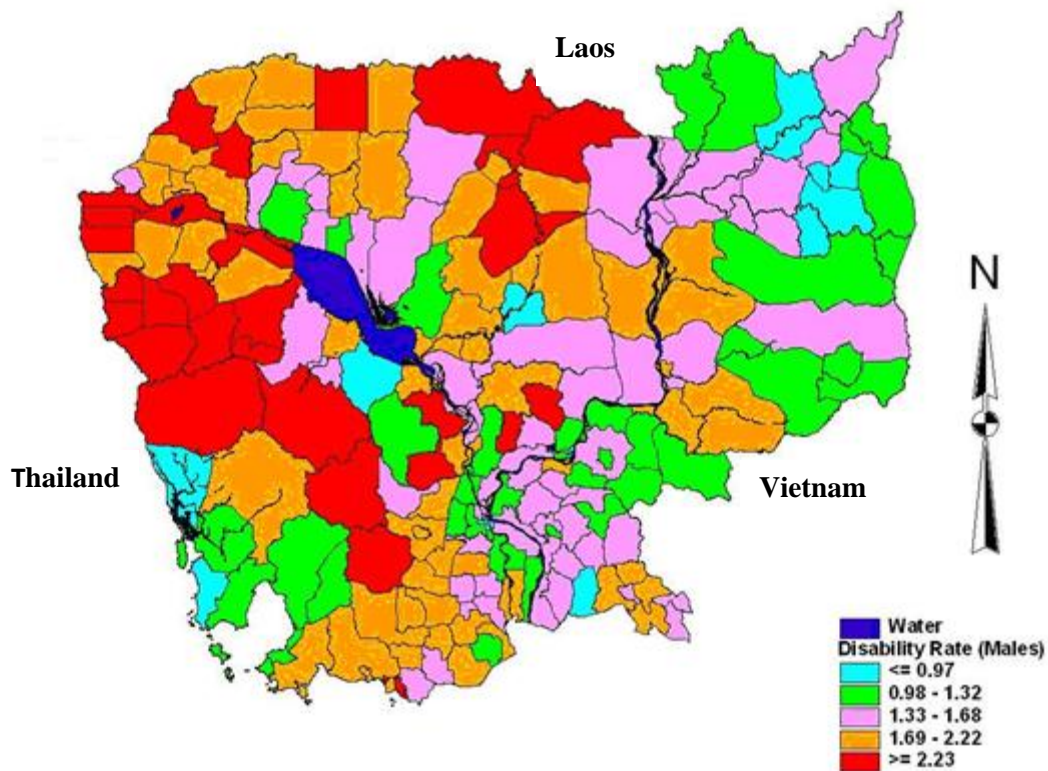 Laos
N
Thailand
Vietnam
Water
Disability Rate (Males)
<= 0.97
0.98 - 1.32
1.33 - 1.68
1.69 - 2.22
>= 2.23